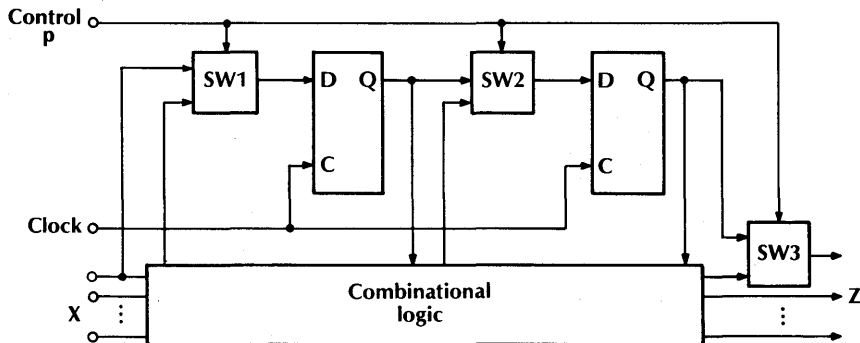 Control
p
SW1
D Q
C
SW2
D Q
C
Clock
SW3
Combinational
logic
X
Z